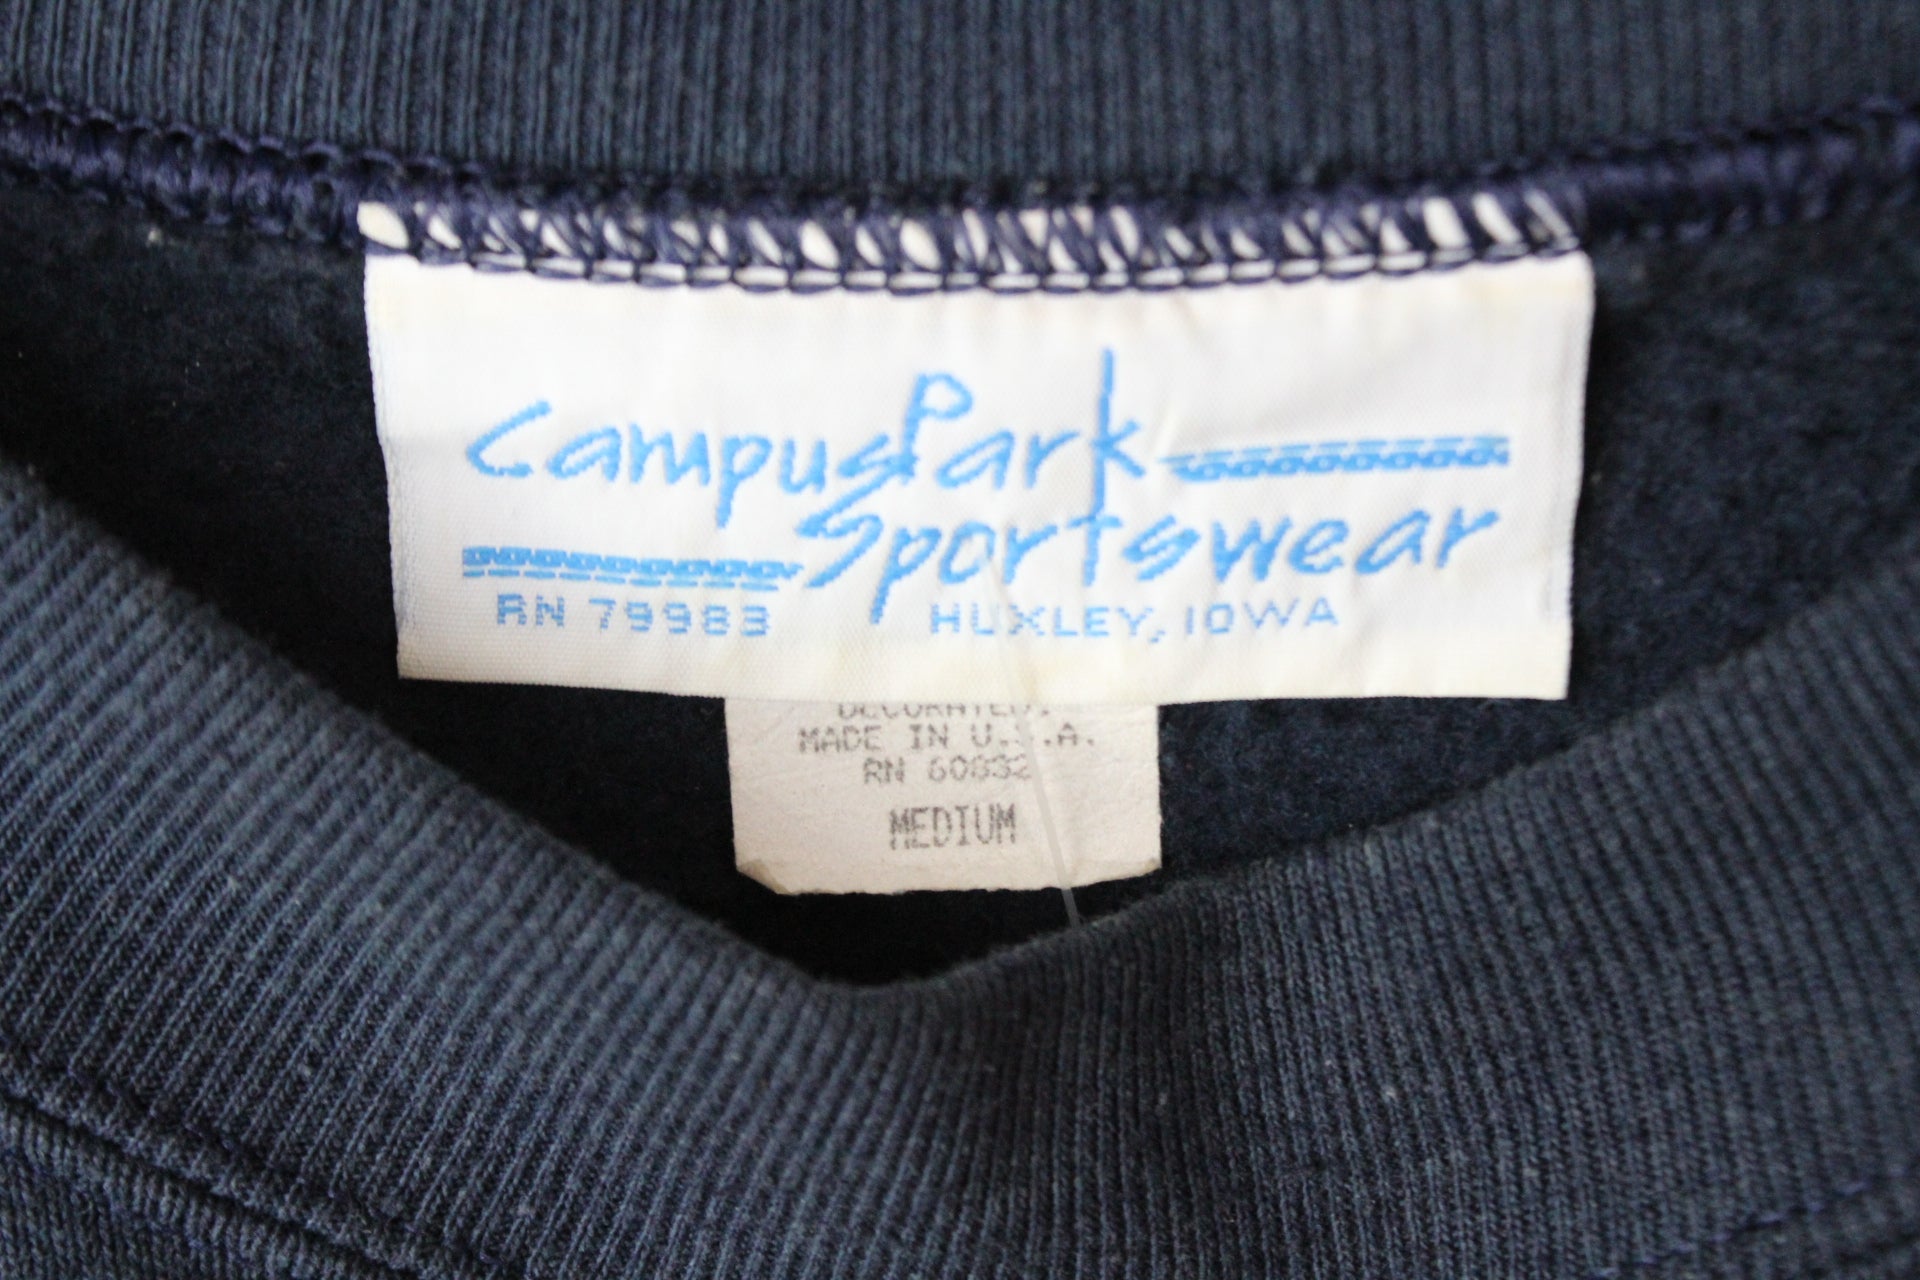 CampusPark
Sportswear
RN 79983 HUXLEY, IOWA
DECORATED.
MADE IN U.S.A.
RN 60832
MEDIUM